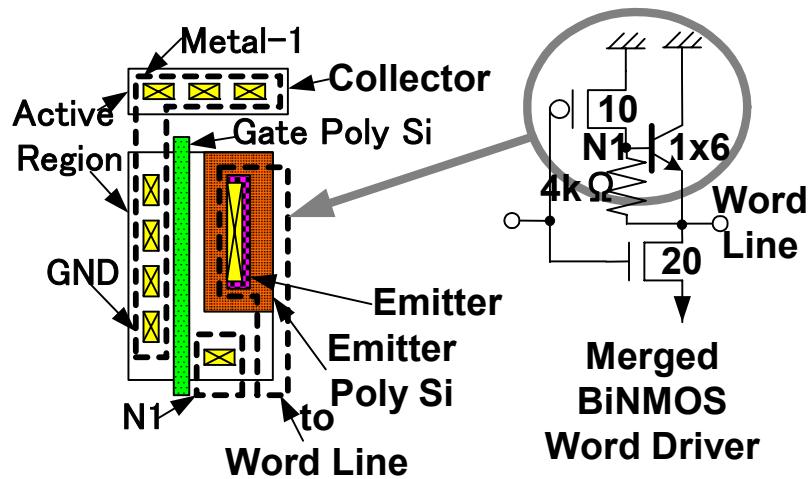 Metal-1
Collector
Active
Region
Gate Poly Si
GND
Emitter
Emitter
Poly Si
N1
to
Word Line
10
N1
1x6
4kΩ
Word
Line
20
Merged
BiNMOS
Word Driver